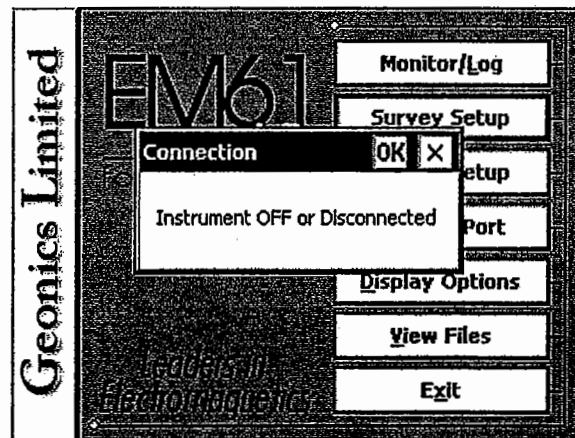 Geonics Limited
EM61
Monitor/Log
Survey Setup
Connection OK ×
etup
Instrument OFF or Disconnected
Port
Display Options
View Files
Leaders in
Electromagnetics
Exit